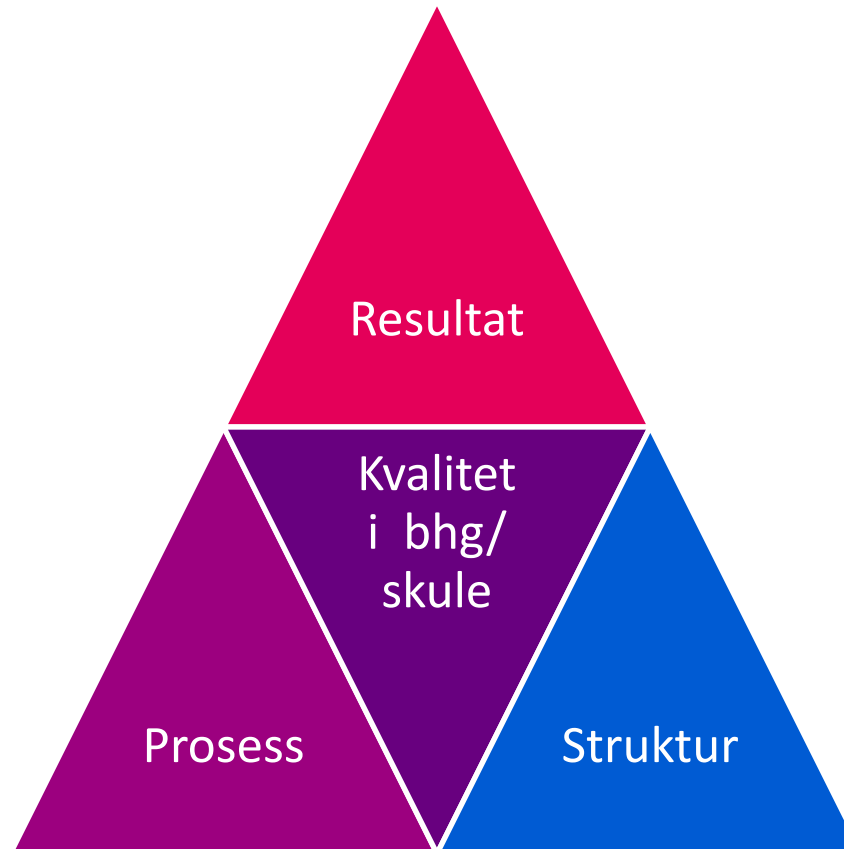 Resultat
Kvalitet
i bhg/
skule
Prosess
Struktur